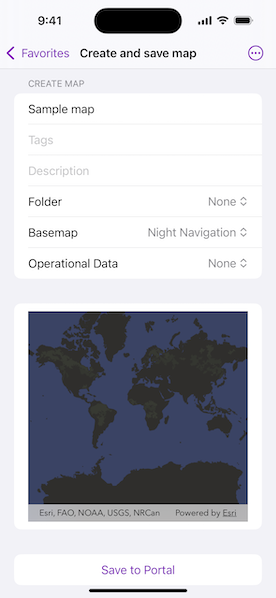 9:41
Favorites
Create and save map
CREATE MAP
Sample map
Tags
Description
Folder None
Basemap Night Navigation
Operational Data None
Esri, FAO, NOAA, USGS, NRCan Powered by Esri
Save to Portal